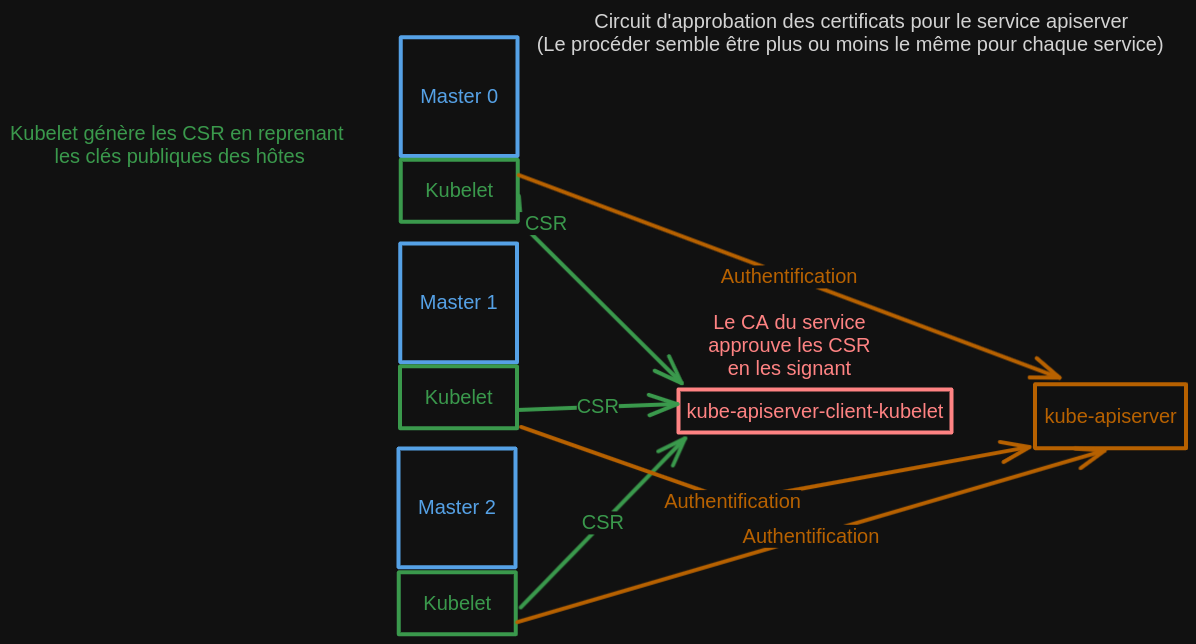 Circuit d'approbation des certificats pour le service apiserver
(Le procéder semble être plus ou moins le même pour chaque service)
Master 0
Kubelet génère les CSR en reprenant
les clés publiques des hôtes
Kubelet
CSR
Authentification
Master 1
Le CA du service
approuve les CSR
en les signant
Kubelet
CSR
kube-apiserver-client-kubelet
kube-apiserver
Authentification
Master 2
CSR
Authentification
Kubelet